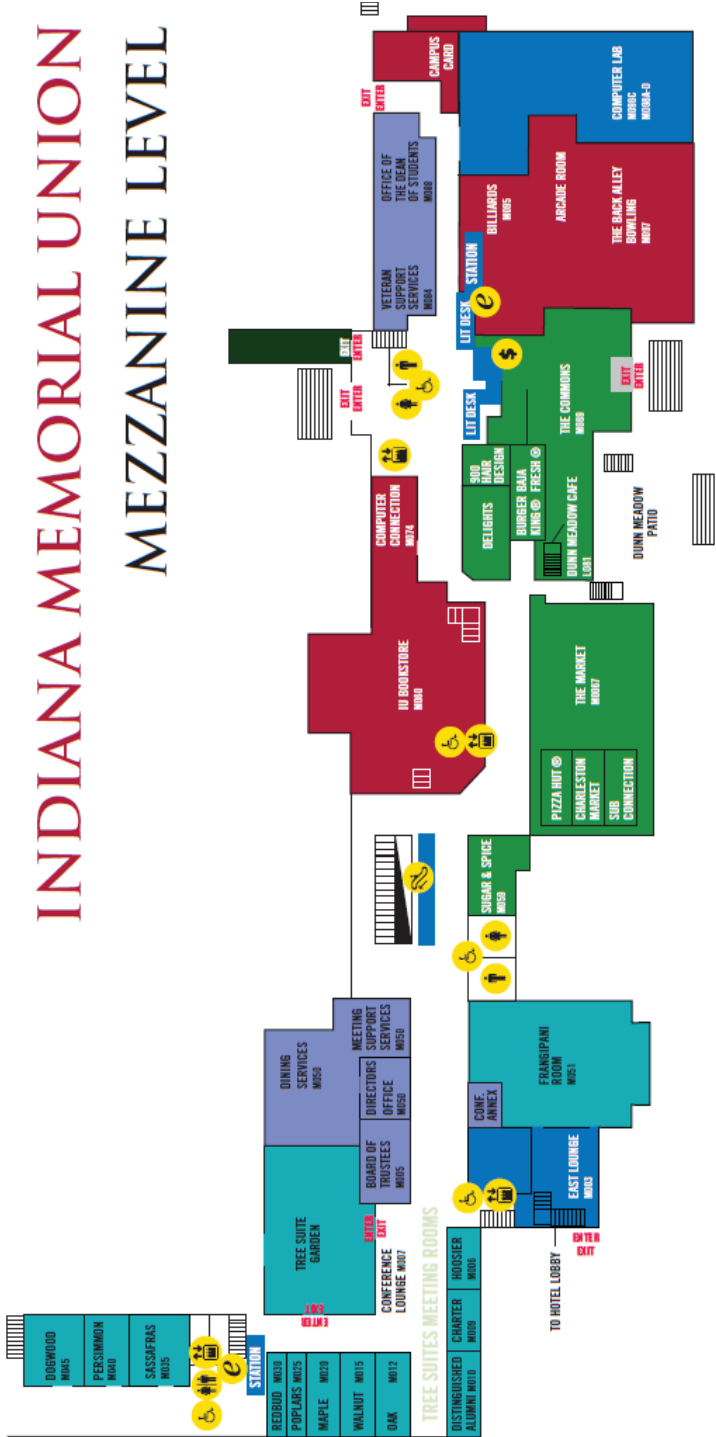 INDIANA MEMORIAL UNION
MEZZANINE LEVEL
DOGWOOD
M045
PERSIMMON
M040
SASSAFRAS
M035
e
STATION
REDBUD M030
POPLARS M025
MAPLE M020
WALNUT M015
OAK M012
ENTER
EXIT
TREE SUITE
GARDEN
ENTER
EXIT
CONFERENCE
LOUNGE M007
DINING
SERVICES
M050
BOARD OF
TRUSTEES
M005
DIRECTORS
OFFICE
M050
MEETING
SUPPORT
SERVICES
M050
TREE SUITES MEETING ROOMS
DISTINGUISHED
ALUMNI M010
CHARTER
M009
HOOSIER
M008
TO HOTEL LOBBY
ENTER
EXIT
EAST LOUNGE
M003
CONF.
ANNEX
FRANGIPANI
ROOM
M051
SUGAR & SPICE
M059
IU BOOKSTORE
M060
COMPUTER
CONNECTION
M074
PIZZA HUT ®
CHARLESTON
MARKET
SUB
CONNECTION
THE MARKET
M0067
DELIGHTS
900
HAIR
DESIGN
BURGER
KING ®
BAJA
FRESH ®
DUNN MEADOW CAFE
L081
DUNN MEADOW
PATIO
THE COMMONS
M089
EXIT
ENTER
EXIT
ENTER
EXIT
ENTER
LIT DESK
$
LIT DESK
e
STATION
VETERAN
SUPPORT
SERVICES
M084
OFFICE OF
THE DEAN
OF STUDENTS
M088
EXIT
ENTER
CAMPUS
CARD
BILLIARDS
M095
ARCADE ROOM
THE BACK ALLEY
BOWLING
M097
COMPUTER LAB
M096C
M098A-D